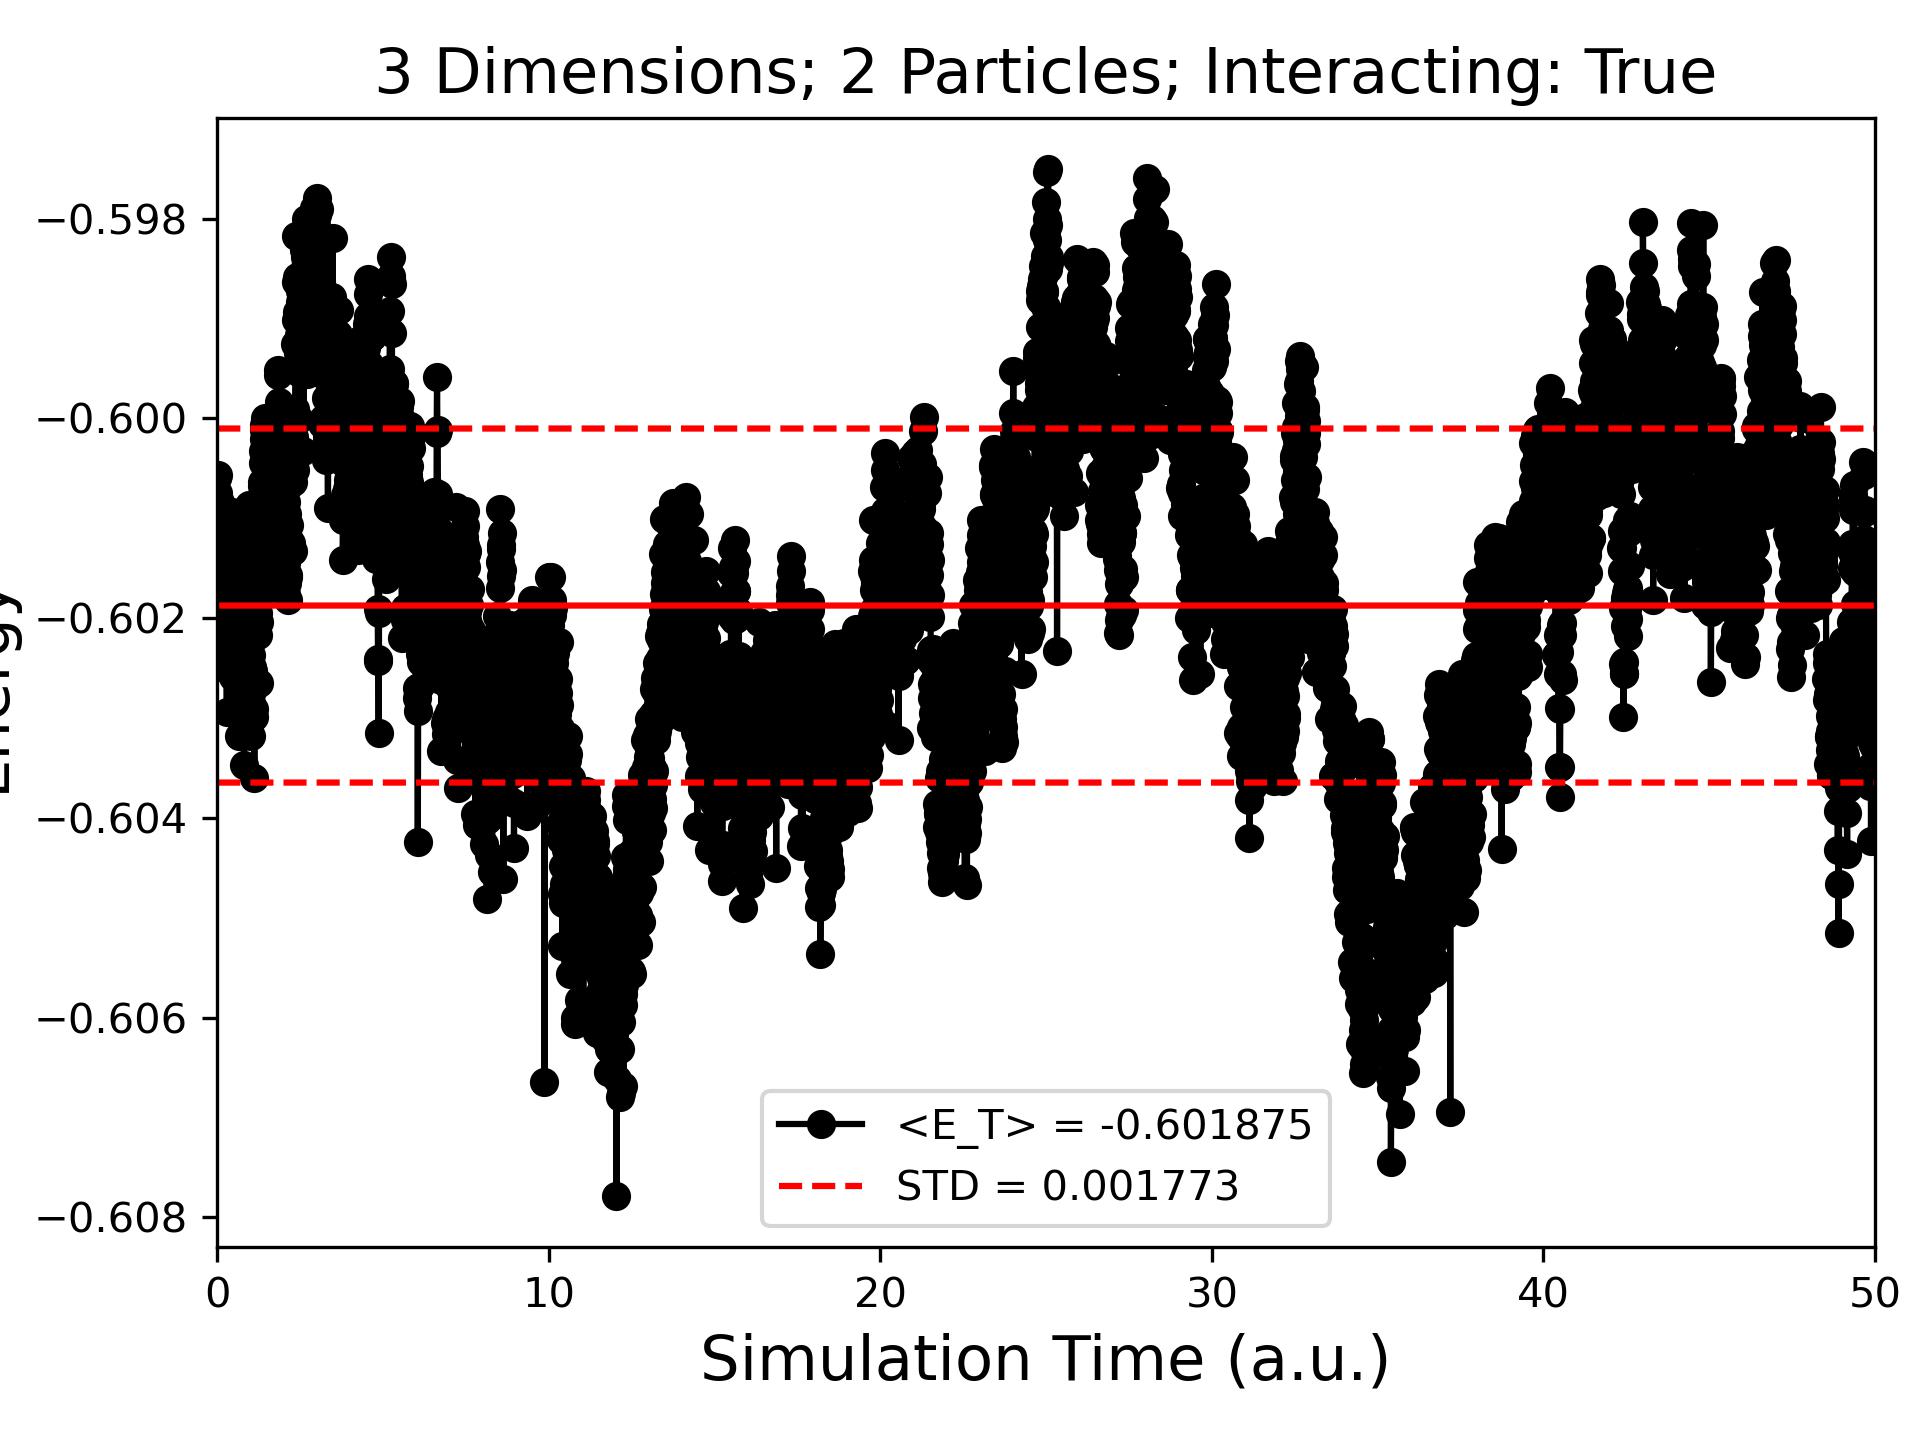 3 Dimensions; 2 Particles; Interacting: True
Energy
−0.598
−0.600
−0.602
−0.604
−0.606
−0.608
<E_T> = -0.601875
STD = 0.001773
0 10 20 30 40 50
Simulation Time (a.u.)